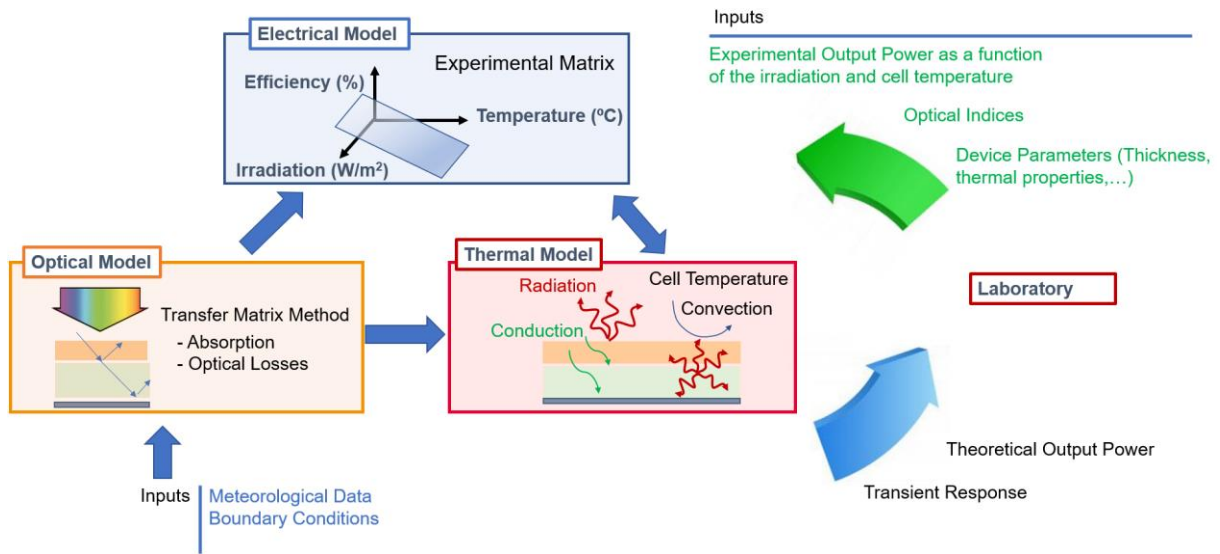 Electrical Model
Experimental Matrix
Efficiency (%)
Temperature (ºC)
Irradiation (W/m²)
Optical Model
Transfer Matrix Method
- Absorption
- Optical Losses
Thermal Model
Cell Temperature
Radiation
Convection
Conduction
Inputs
Meteorological Data
Boundary Conditions
Inputs
Experimental Output Power as a function
of the irradiation and cell temperature
Optical Indices
Device Parameters (Thickness,
thermal properties,…)
Laboratory
Theoretical Output Power
Transient Response